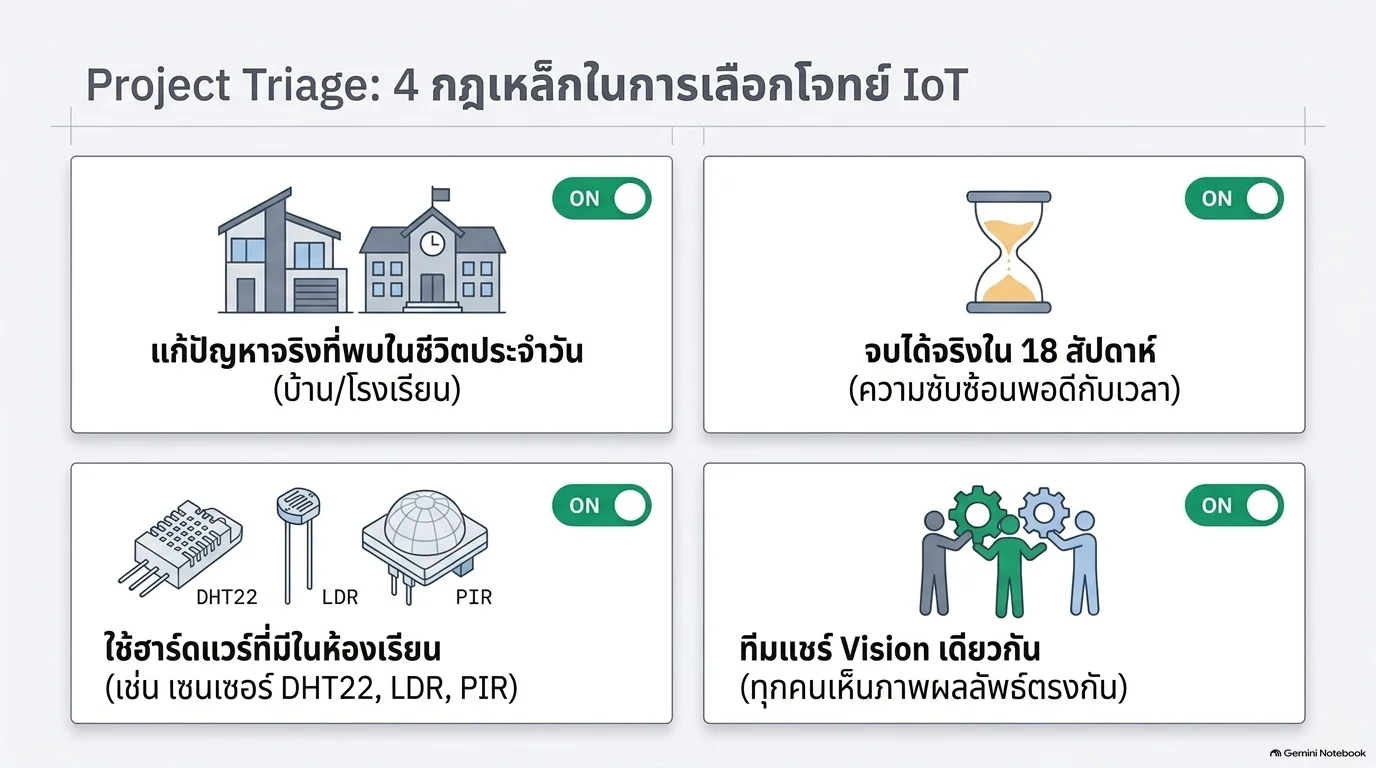 Project Triage: 4 กฎเหล็กในการเลือกโจทย์ IoT
ON
แก้ปัญหาจริงที่พบในชีวิตประจำวัน
(บ้าน/โรงเรียน)
ON
จบได้จริงใน 18 สัปดาห์
(ความซับซ้อนพอดีกับเวลา)
ON
DHT22
LDR
PIR
ใช้ฮาร์ดแวร์ที่มีในห้องเรียน
(เช่น เซนเซอร์ DHT22, LDR, PIR)
ON
ทีมแชร์ Vision เดียวกัน
(ทุกคนเห็นภาพผลลัพธ์ตรงกัน)
Gemini Notebook